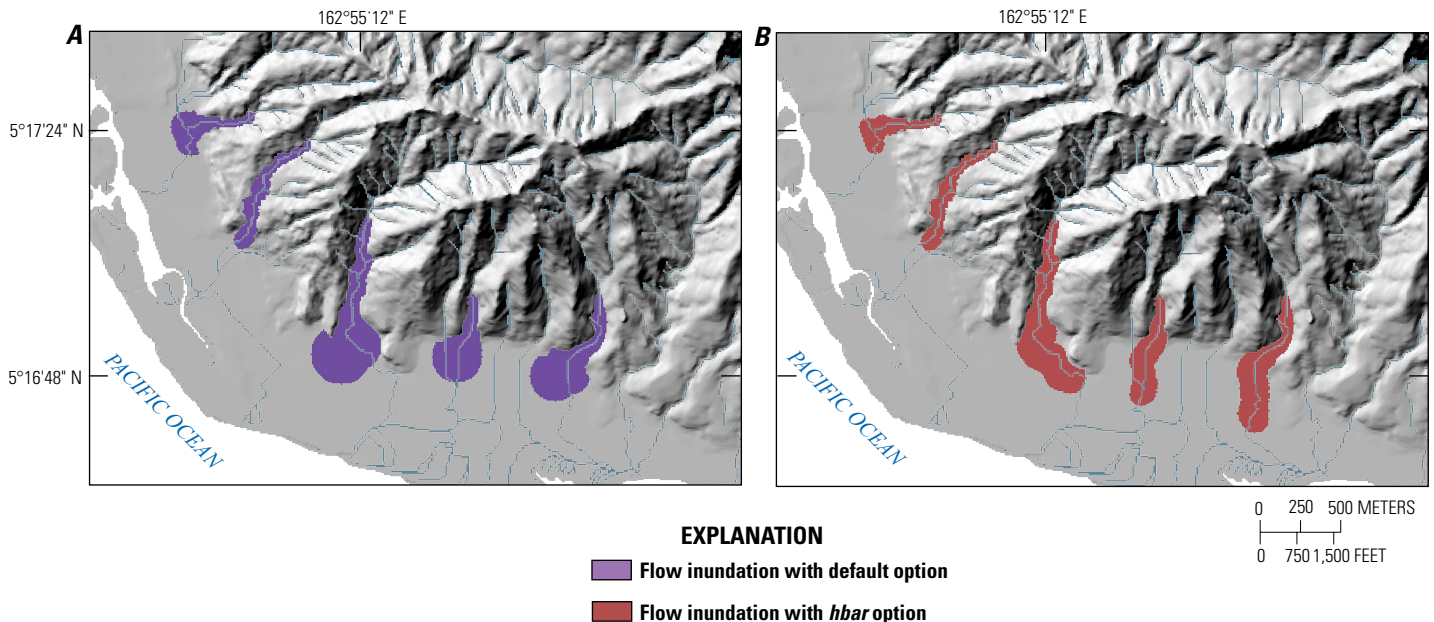 162°55'12" E
162°55'12" E
A
B
5°17'24" N
5°16'48" N
PACIFIC OCEAN
PACIFIC OCEAN
0 250 500 METERS
0 750 1,500 FEET
EXPLANATION
Flow inundation with default option
Flow inundation with hbar option